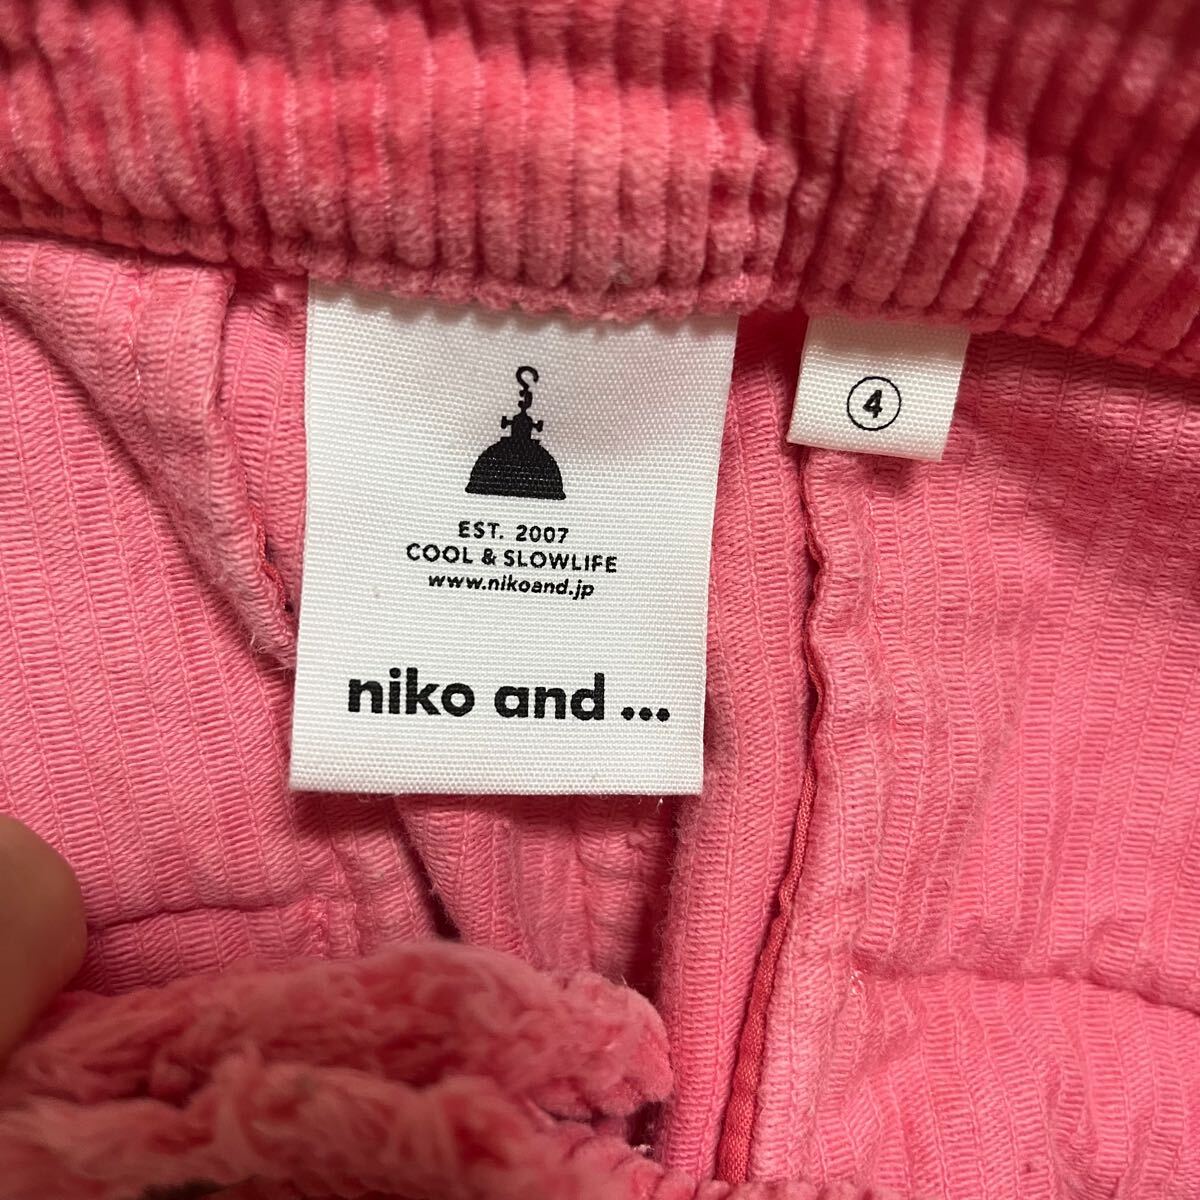 EST. 2007
COOL & SLOWLIFE
www.nikoand.jp
niko and ...
4